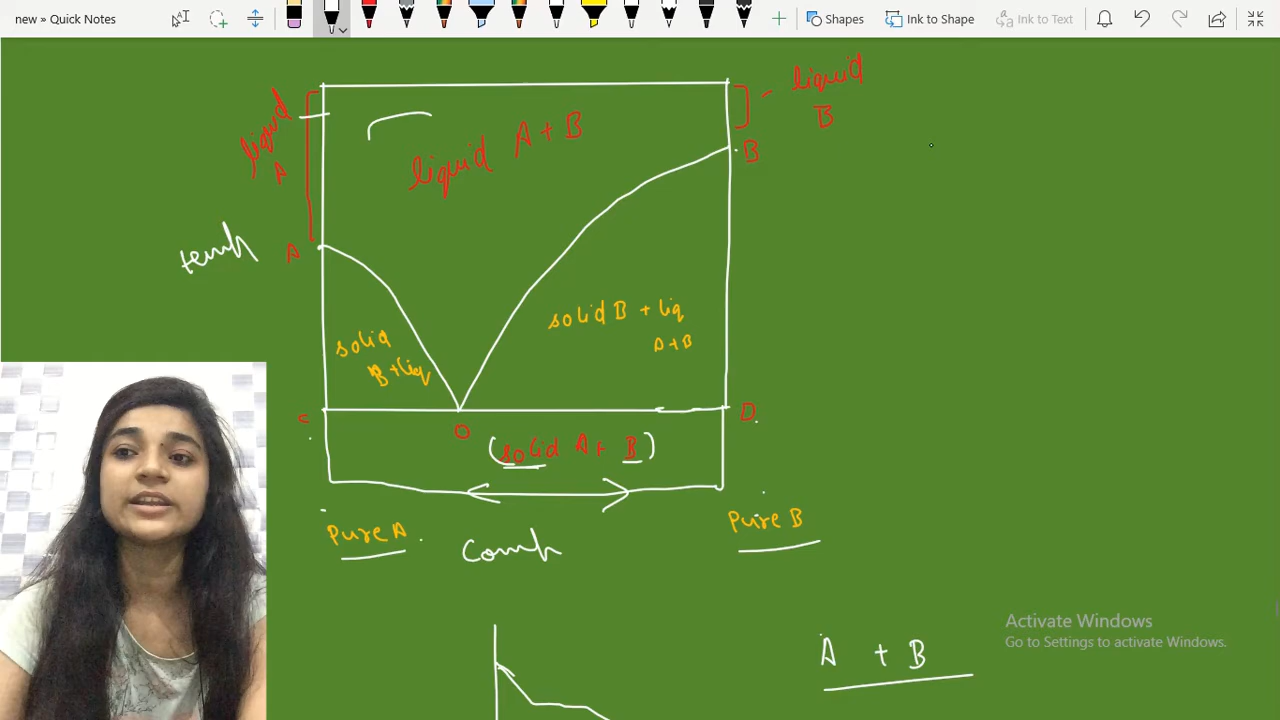 new » Quick Notes
Shapes
Ink to Shape
Ink to Text
liquid
A
liquid A + B
liquid
B
B
temp
A
solid
B + liq
solid B + liq
A + B
C
O
D
(solid A + B)
Pure A
Comp
Pure B
A + B
Activate Windows
Go to Settings to activate Windows.